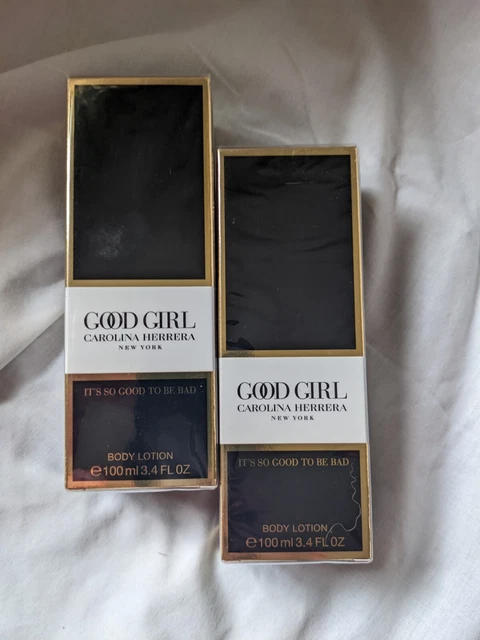 GOOD GIRL
CAROLINA HERRERA
NEW YORK
IT'S SO GOOD TO BE BAD
BODY LOTION
℮100 ml 3.4 FL OZ
GOOD GIRL
CAROLINA HERRERA
NEW YORK
IT'S SO GOOD TO BE BAD
BODY LOTION
℮100 ml 3.4 FL OZ